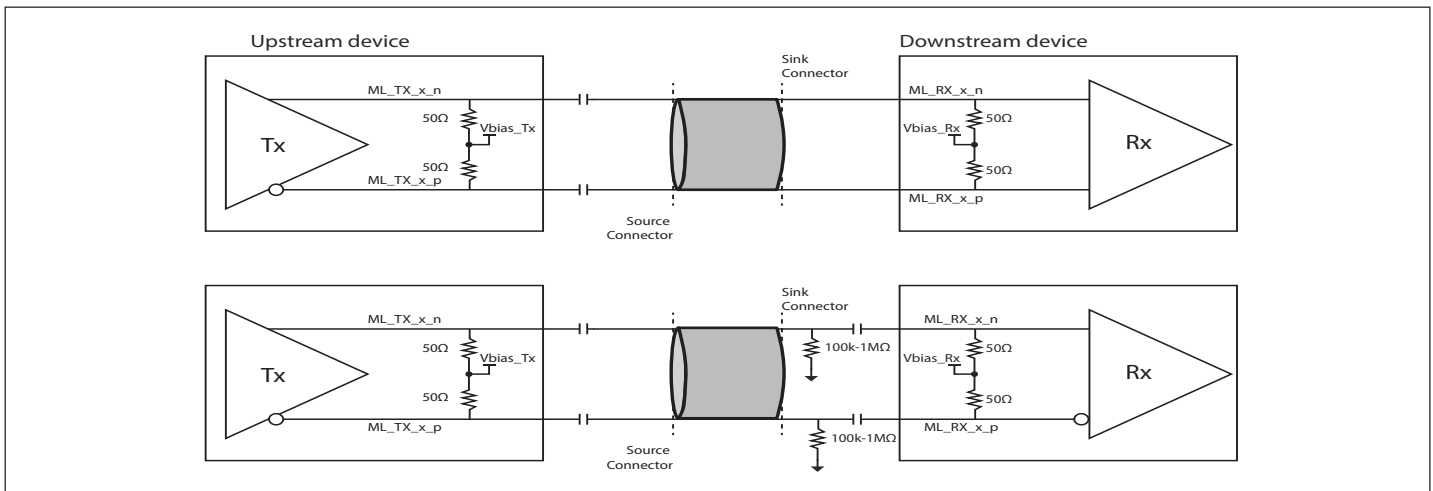 Upstream device
Downstream device
Sink
Connector
ML_TX_x_n
ML_RX_x_n
50Ω
Vbias_Tx
Vbias_Rx
50Ω
Tx
Rx
50Ω
50Ω
ML_TX_x_p
ML_RX_x_p
Source
Connector
Sink
Connector
ML_TX_x_n
ML_RX_x_n
50Ω
Vbias_Tx
100k-1MΩ
Vbias_Rx
50Ω
Tx
Rx
50Ω
50Ω
ML_TX_x_p
ML_RX_x_p
100k-1MΩ
Source
Connector